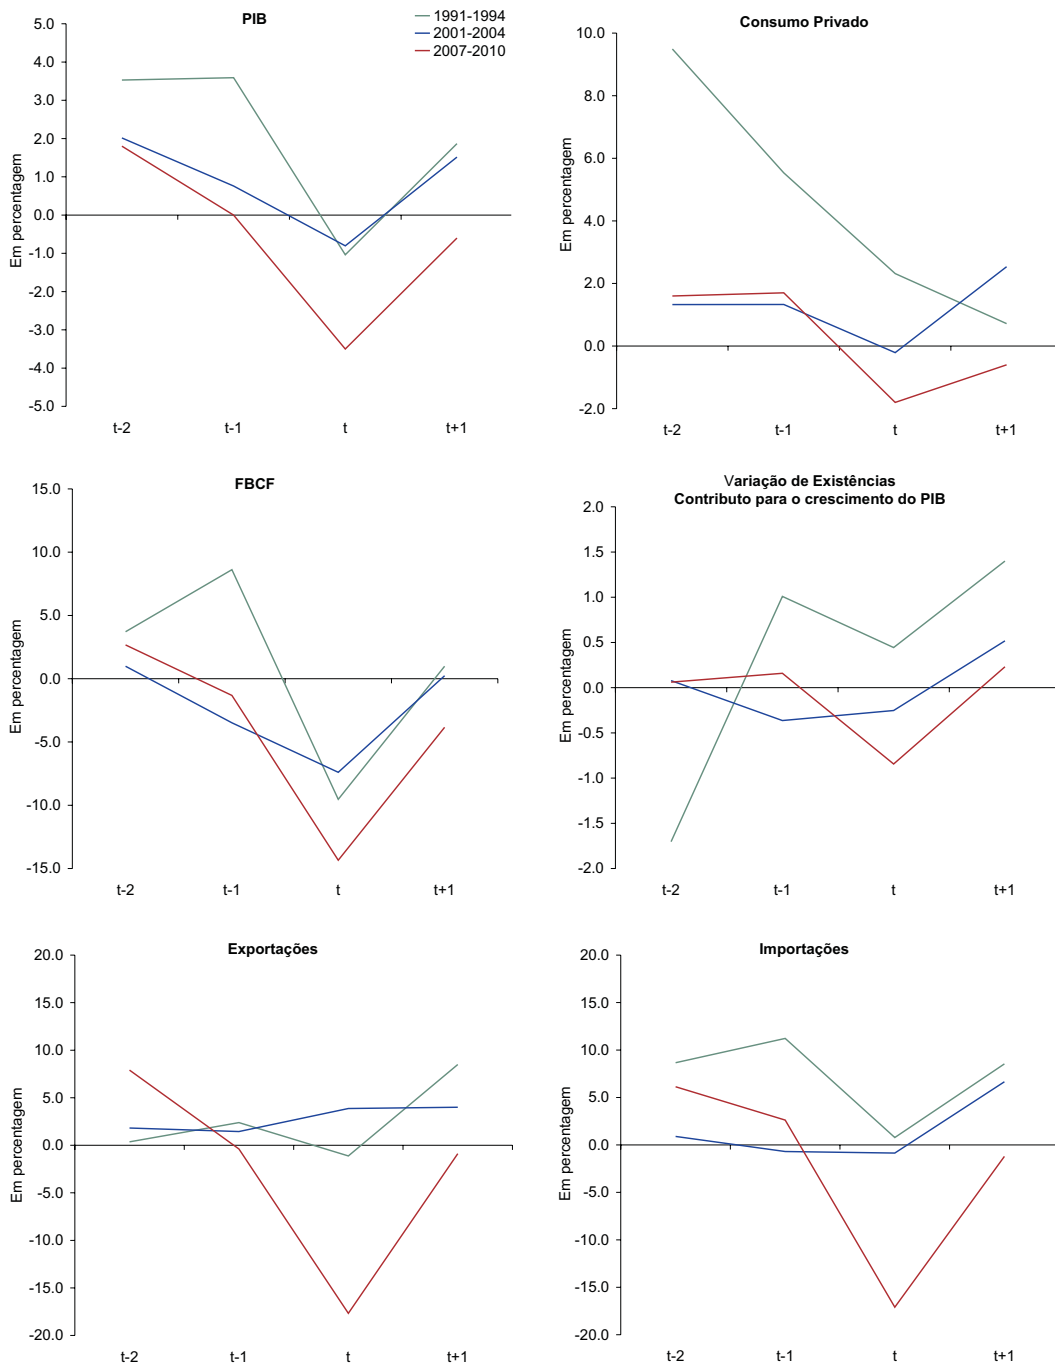 PIB
1991-1994
2001-2004
2007-2010
Em percentagem
5.0
4.0
3.0
2.0
1.0
0.0
-1.0
-2.0
-3.0
-4.0
-5.0
t-2 t-1 t t+1
Consumo Privado
Em percentagem
10.0
8.0
6.0
4.0
2.0
0.0
-2.0
t-2 t-1 t t+1
FBCF
Em percentagem
15.0
10.0
5.0
0.0
-5.0
-10.0
-15.0
t-2 t-1 t t+1
Variação de Existências
Contributo para o crescimento do PIB
Em percentagem
2.0
1.5
1.0
0.5
0.0
-0.5
-1.0
-1.5
-2.0
t-2 t-1 t t+1
Exportações
Em percentagem
20.0
15.0
10.0
5.0
0.0
-5.0
-10.0
-15.0
-20.0
t-2 t-1 t t+1
Importações
Em percentagem
20.0
15.0
10.0
5.0
0.0
-5.0
-10.0
-15.0
-20.0
t-2 t-1 t t+1